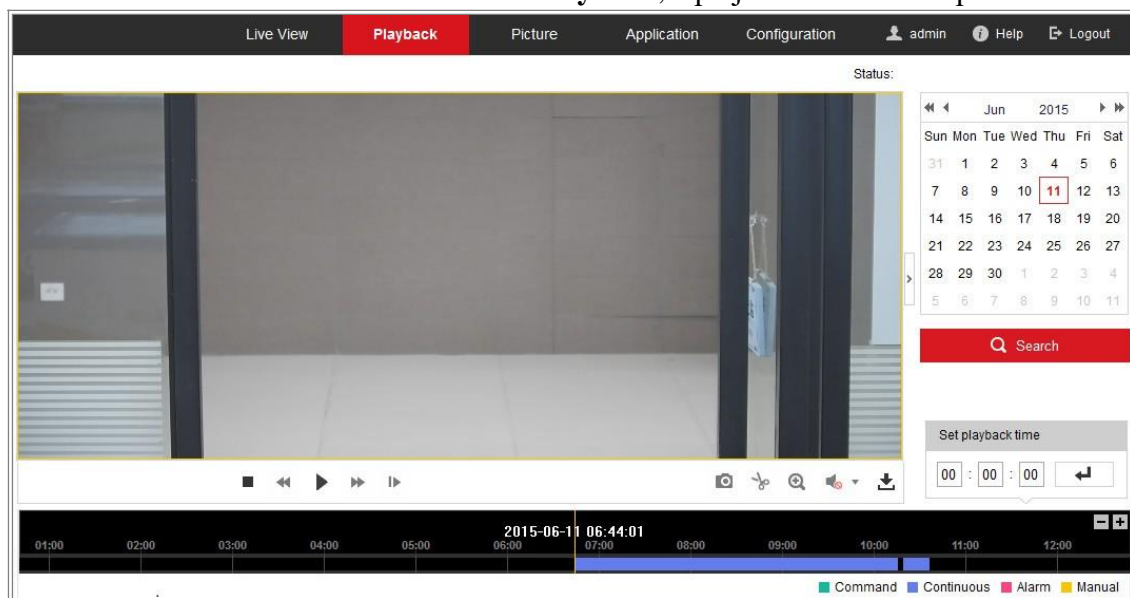 Live View Playback Picture Application Configuration admin Help Logout
Status:
Jun 2015
Sun Mon Tue Wed Thu Fri Sat
31 1 2 3 4 5 6
7 8 9 10 11 12 13
14 15 16 17 18 19 20
21 22 23 24 25 26 27
28 29 30 1 2 3 4
5 6 7 8 9 10 11
Search
Set playback time
00 : 00 : 00
2015-06-11 06:44:01
01:00 02:00 03:00 04:00 05:00 06:00 07:00 08:00 09:00 10:00 11:00 12:00
Command Continuous Alarm Manual